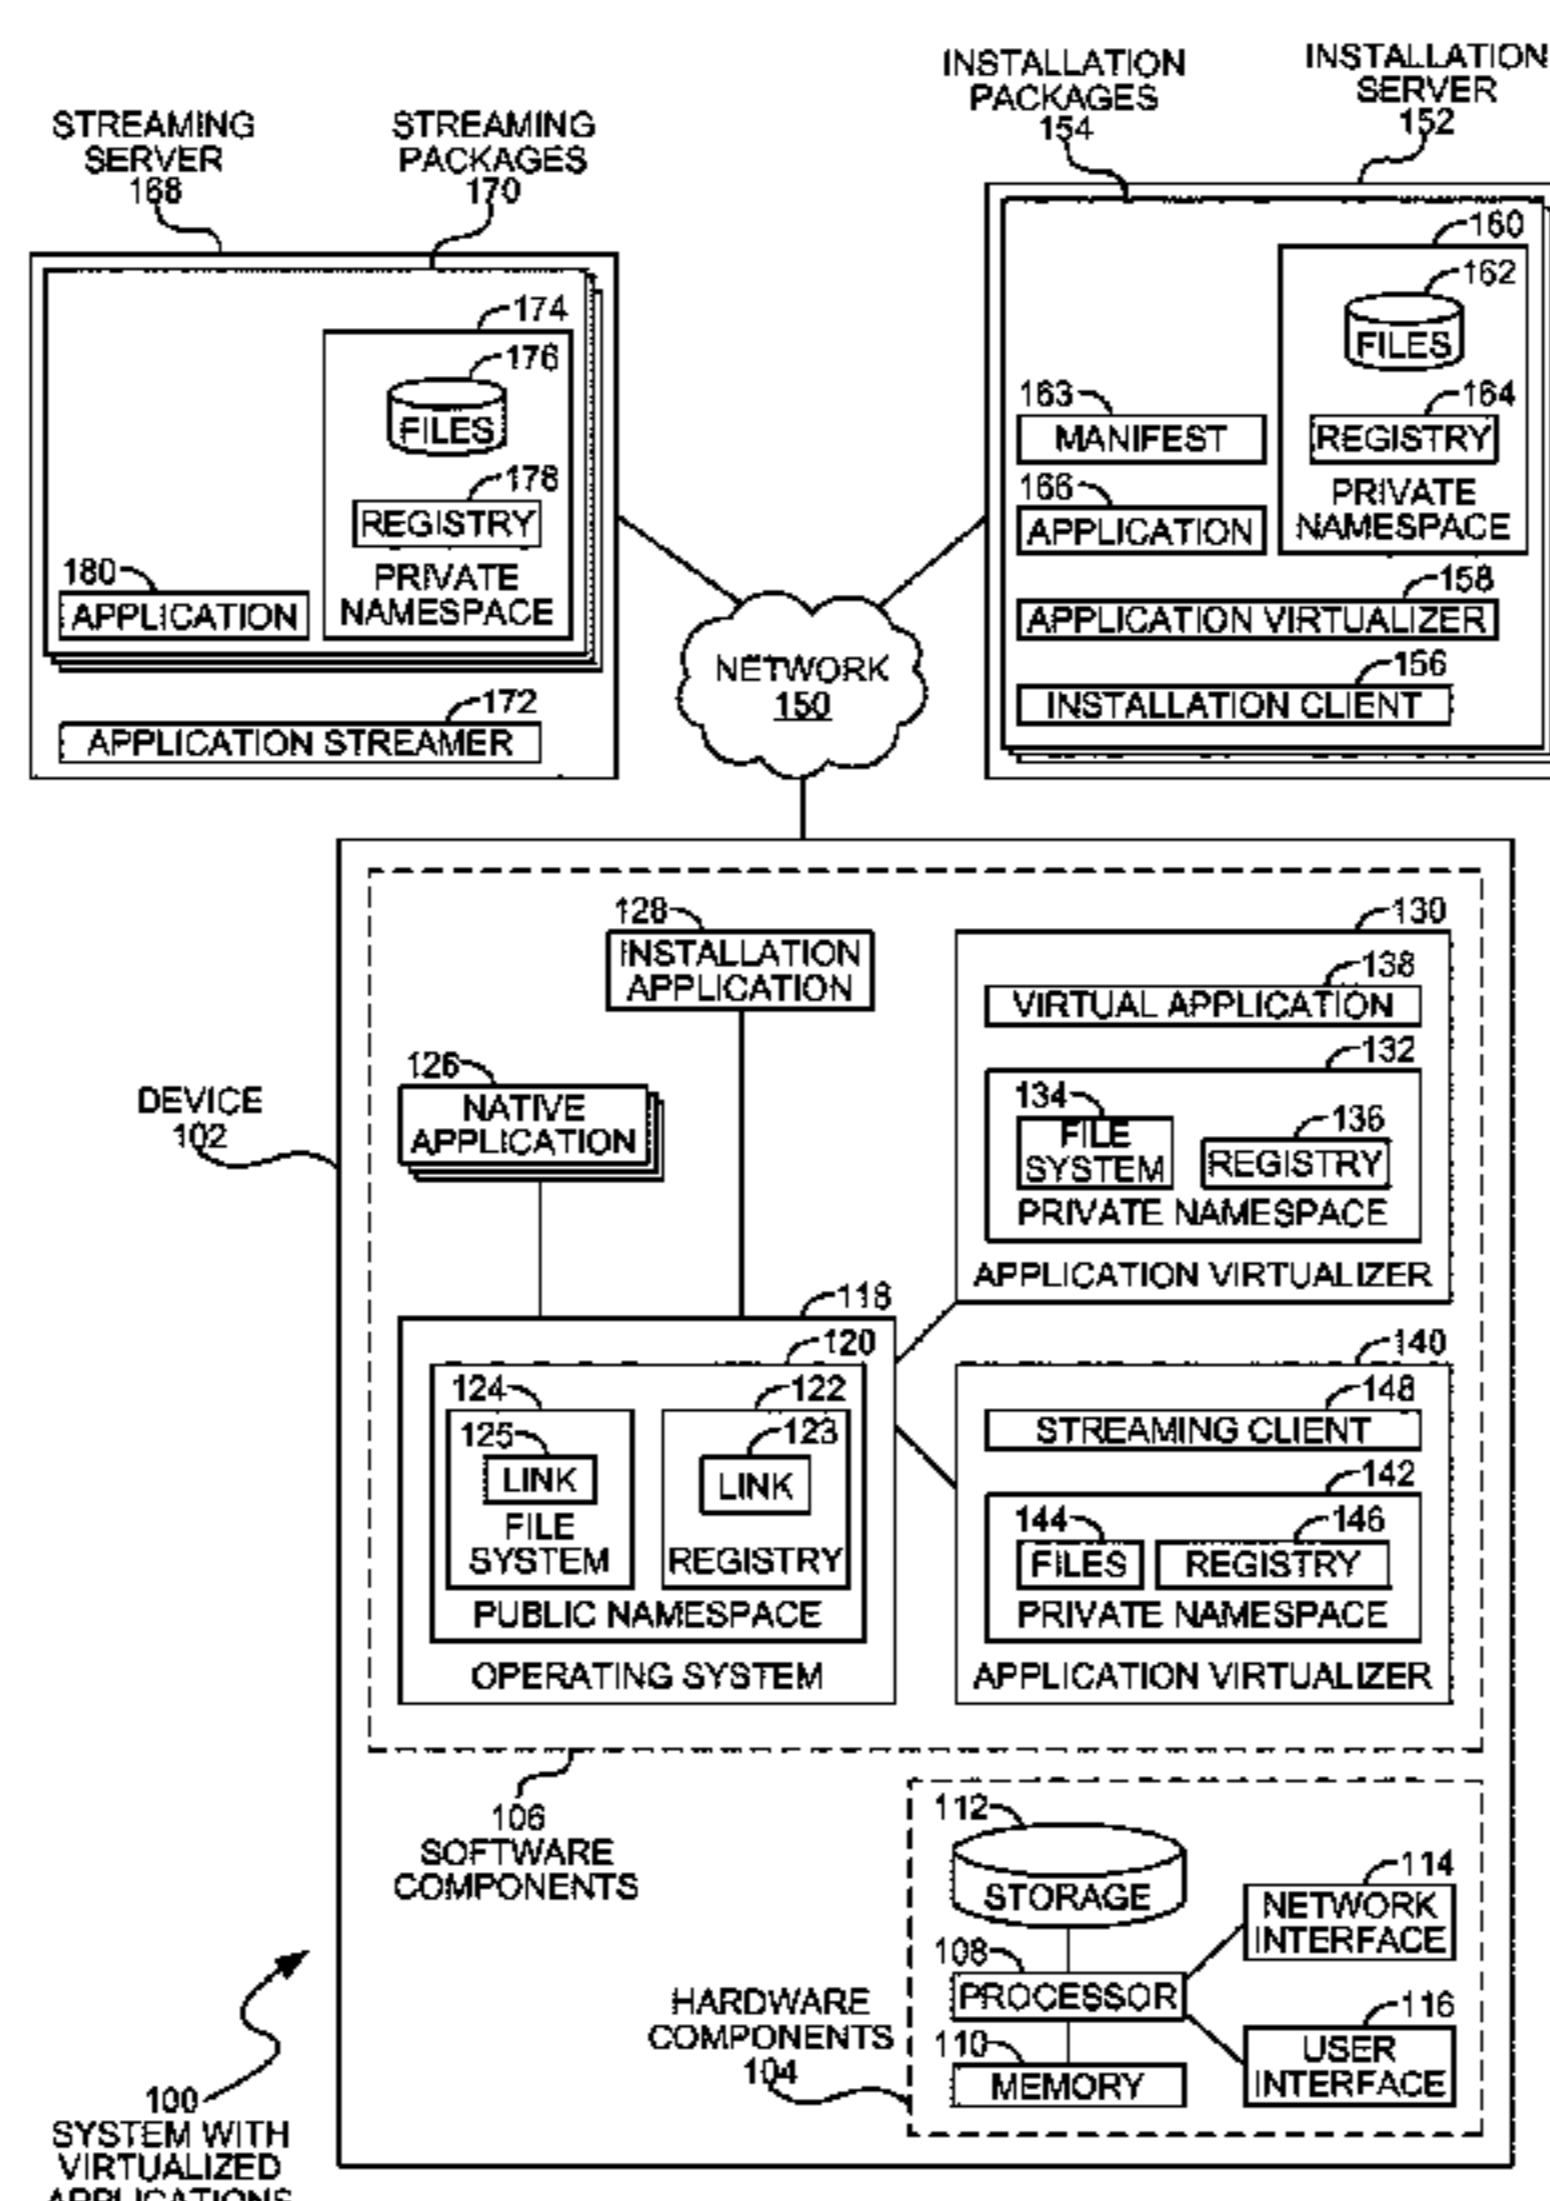 INSTALLATION
PACKAGES
154
INSTALLATION
SERVER
152
STREAMING
SERVER
168
STREAMING
PACKAGES
170
174
176
FILES
178
REGISTRY
PRIVATE
NAMESPACE
180
APPLICATION
172
APPLICATION STREAMER
160
162
FILES
163
MANIFEST
164
REGISTRY
166
APPLICATION
PRIVATE
NAMESPACE
158
APPLICATION VIRTUALIZER
156
INSTALLATION CLIENT
NETWORK
150
128
INSTALLATION
APPLICATION
130
138
VIRTUAL APPLICATION
132
134
FILE
SYSTEM
136
REGISTRY
PRIVATE NAMESPACE
APPLICATION VIRTUALIZER
DEVICE
102
126
NATIVE
APPLICATION
118
120
124
125
LINK
FILE
SYSTEM
122
123
LINK
REGISTRY
PUBLIC NAMESPACE
OPERATING SYSTEM
140
148
STREAMING CLIENT
142
144
FILES
146
REGISTRY
PRIVATE NAMESPACE
APPLICATION VIRTUALIZER
106
SOFTWARE
COMPONENTS
112
STORAGE
114
NETWORK
INTERFACE
108
PROCESSOR
116
USER
INTERFACE
110
MEMORY
HARDWARE
COMPONENTS
104
100
SYSTEM WITH
VIRTUALIZED
APPLICATIONS